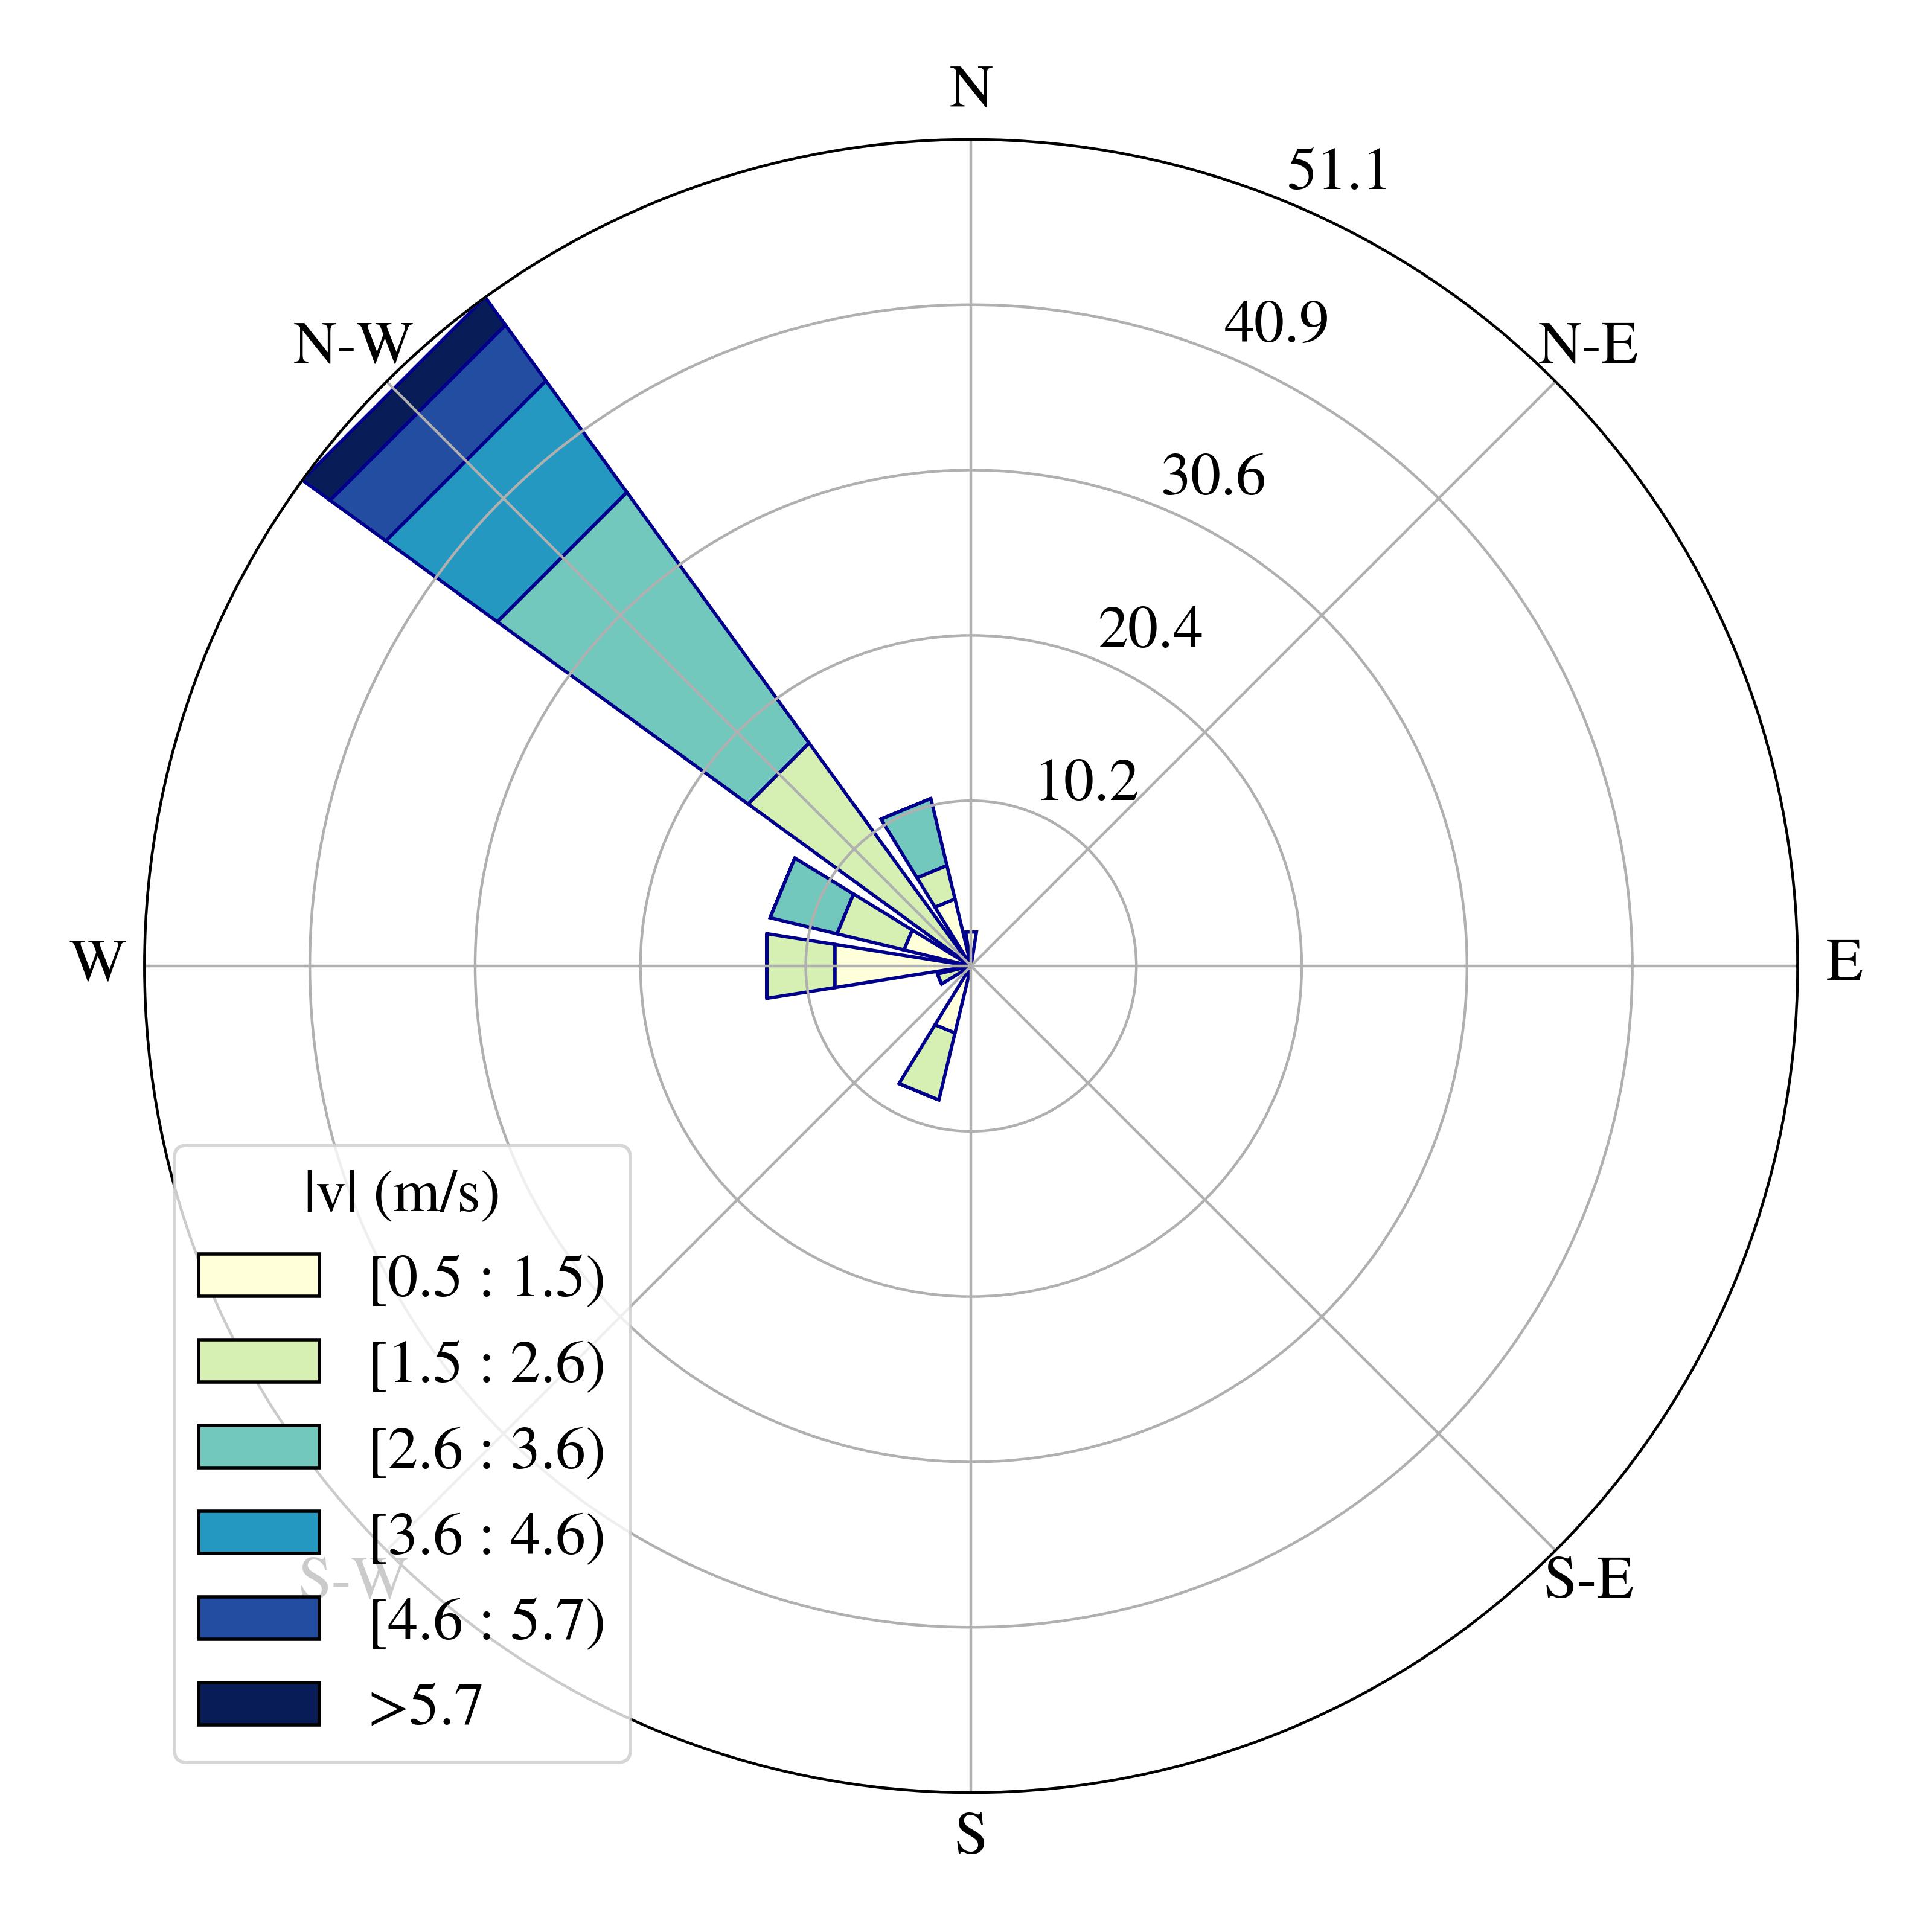 N
51.1
N-W
40.9
N-E
30.6
20.4
10.2
W
E
|v| (m/s)
[0.5 : 1.5)
[1.5 : 2.6)
[2.6 : 3.6)
[3.6 : 4.6)
S-W
S-E
[4.6 : 5.7)
>5.7
S